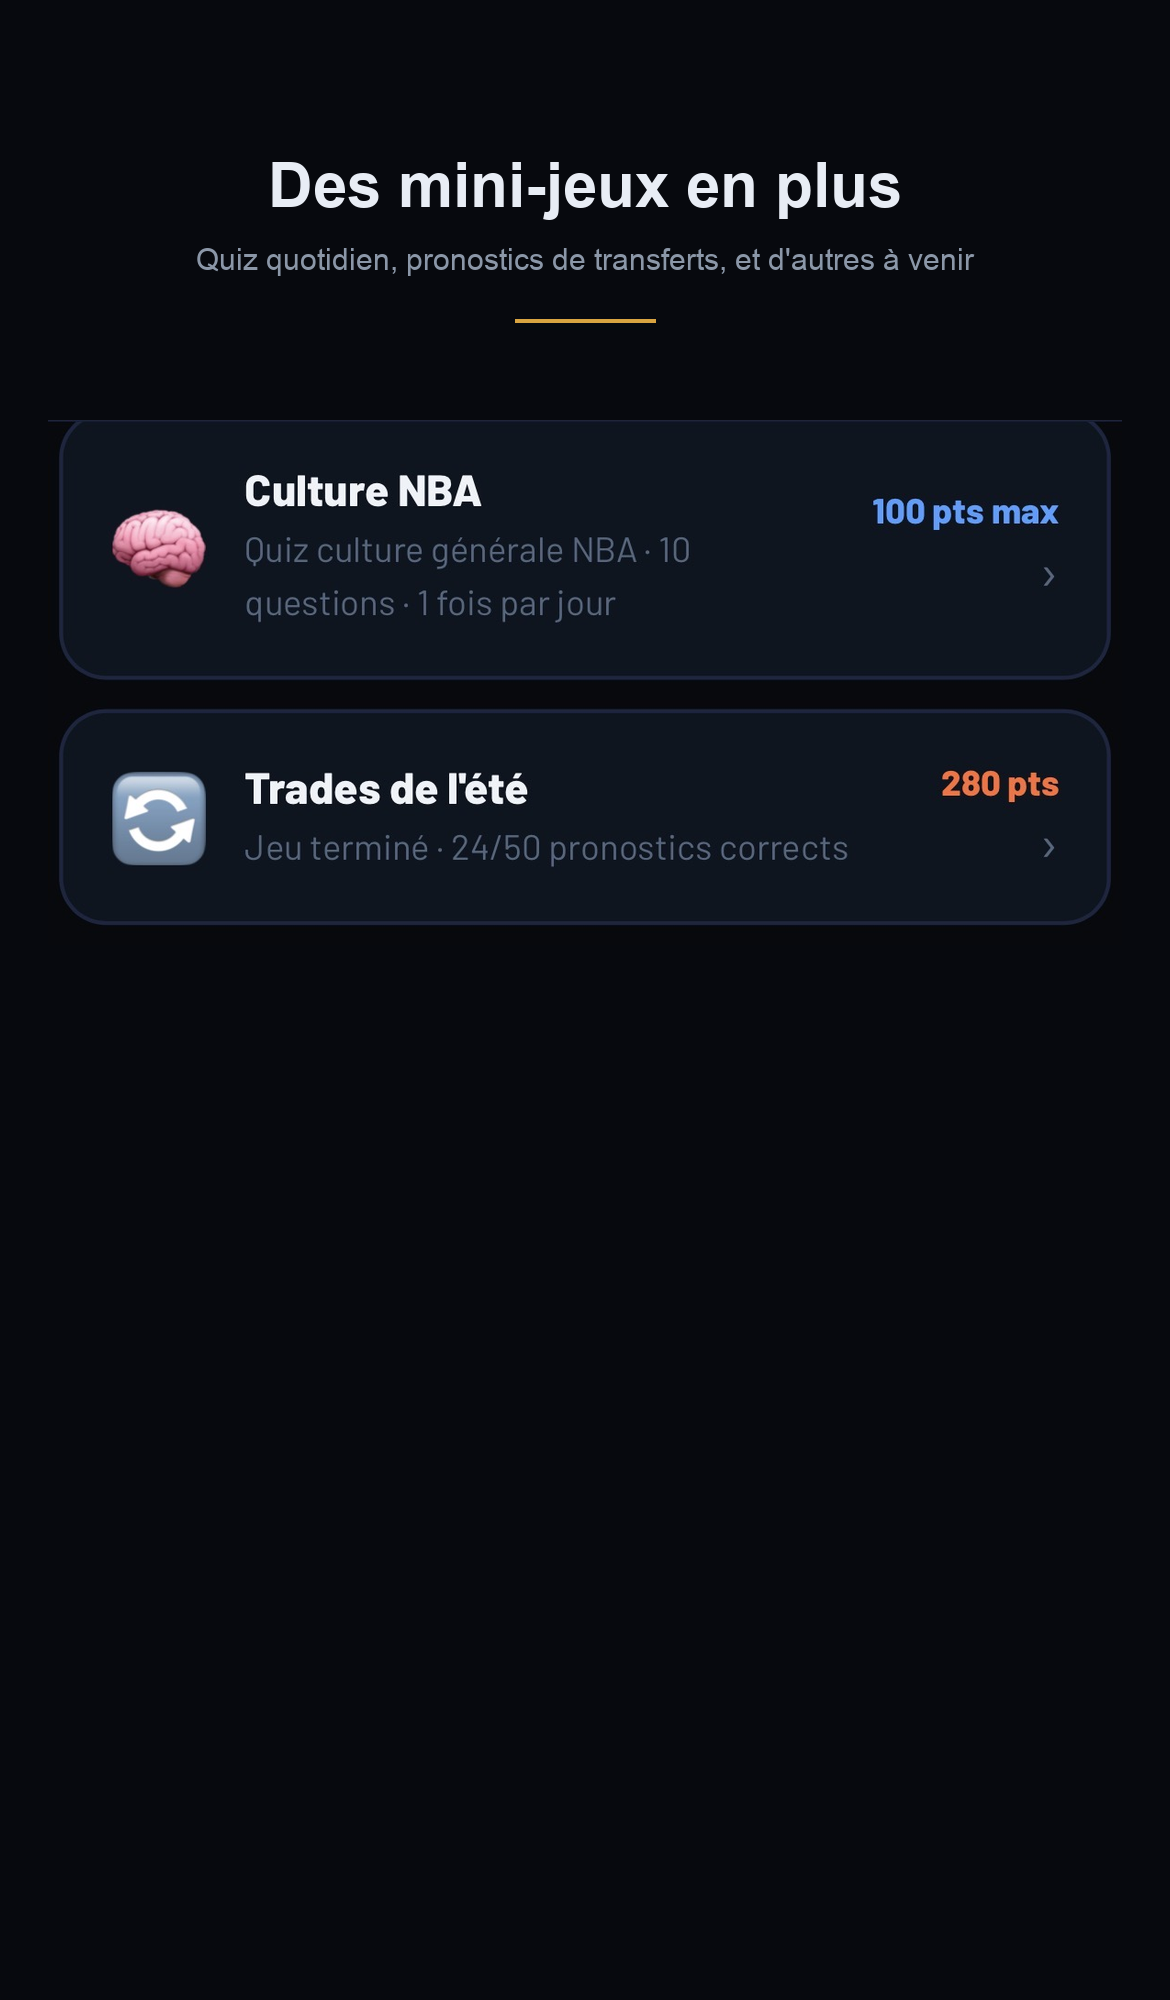 Des mini-jeux en plus
Quiz quotidien, pronostics de transferts, et d'autres à venir
Culture NBA
100 pts max
Quiz culture générale NBA · 10
questions · 1 fois par jour
›
Trades de l'été
280 pts
Jeu terminé · 24/50 pronostics corrects
›